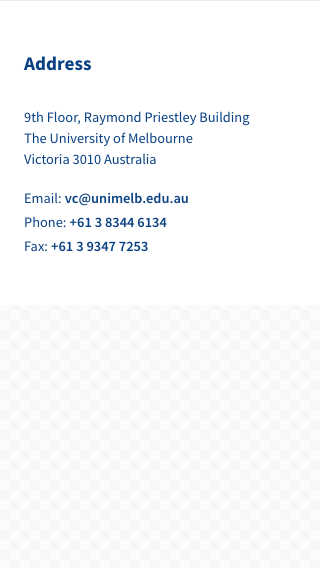 Address
9th Floor, Raymond Priestley Building
The University of Melbourne
Victoria 3010 Australia
Email: vc@unimelb.edu.au
Phone: +61 3 8344 6134
Fax: +61 3 9347 7253